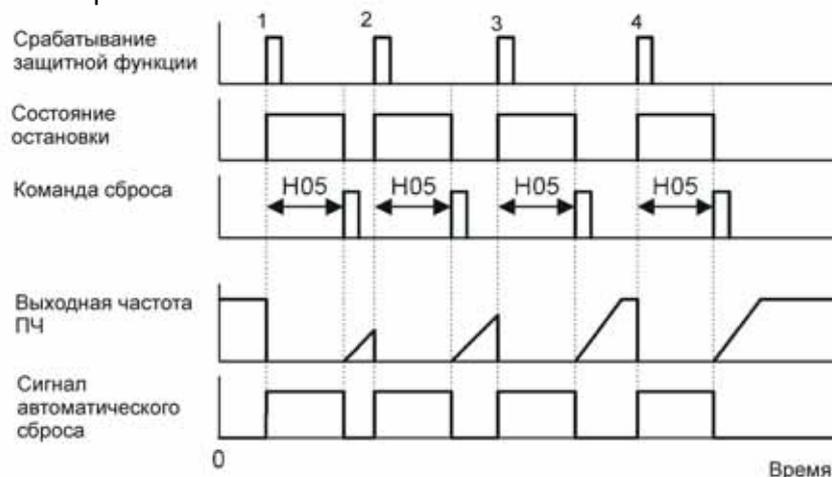 1 2 3 4
Срабатывание
защитной функции
Состояние
остановки
Команда сброса
H05 H05 H05 H05
Выходная частота
ПЧ
Сигнал
автоматического
сброса
0
Время